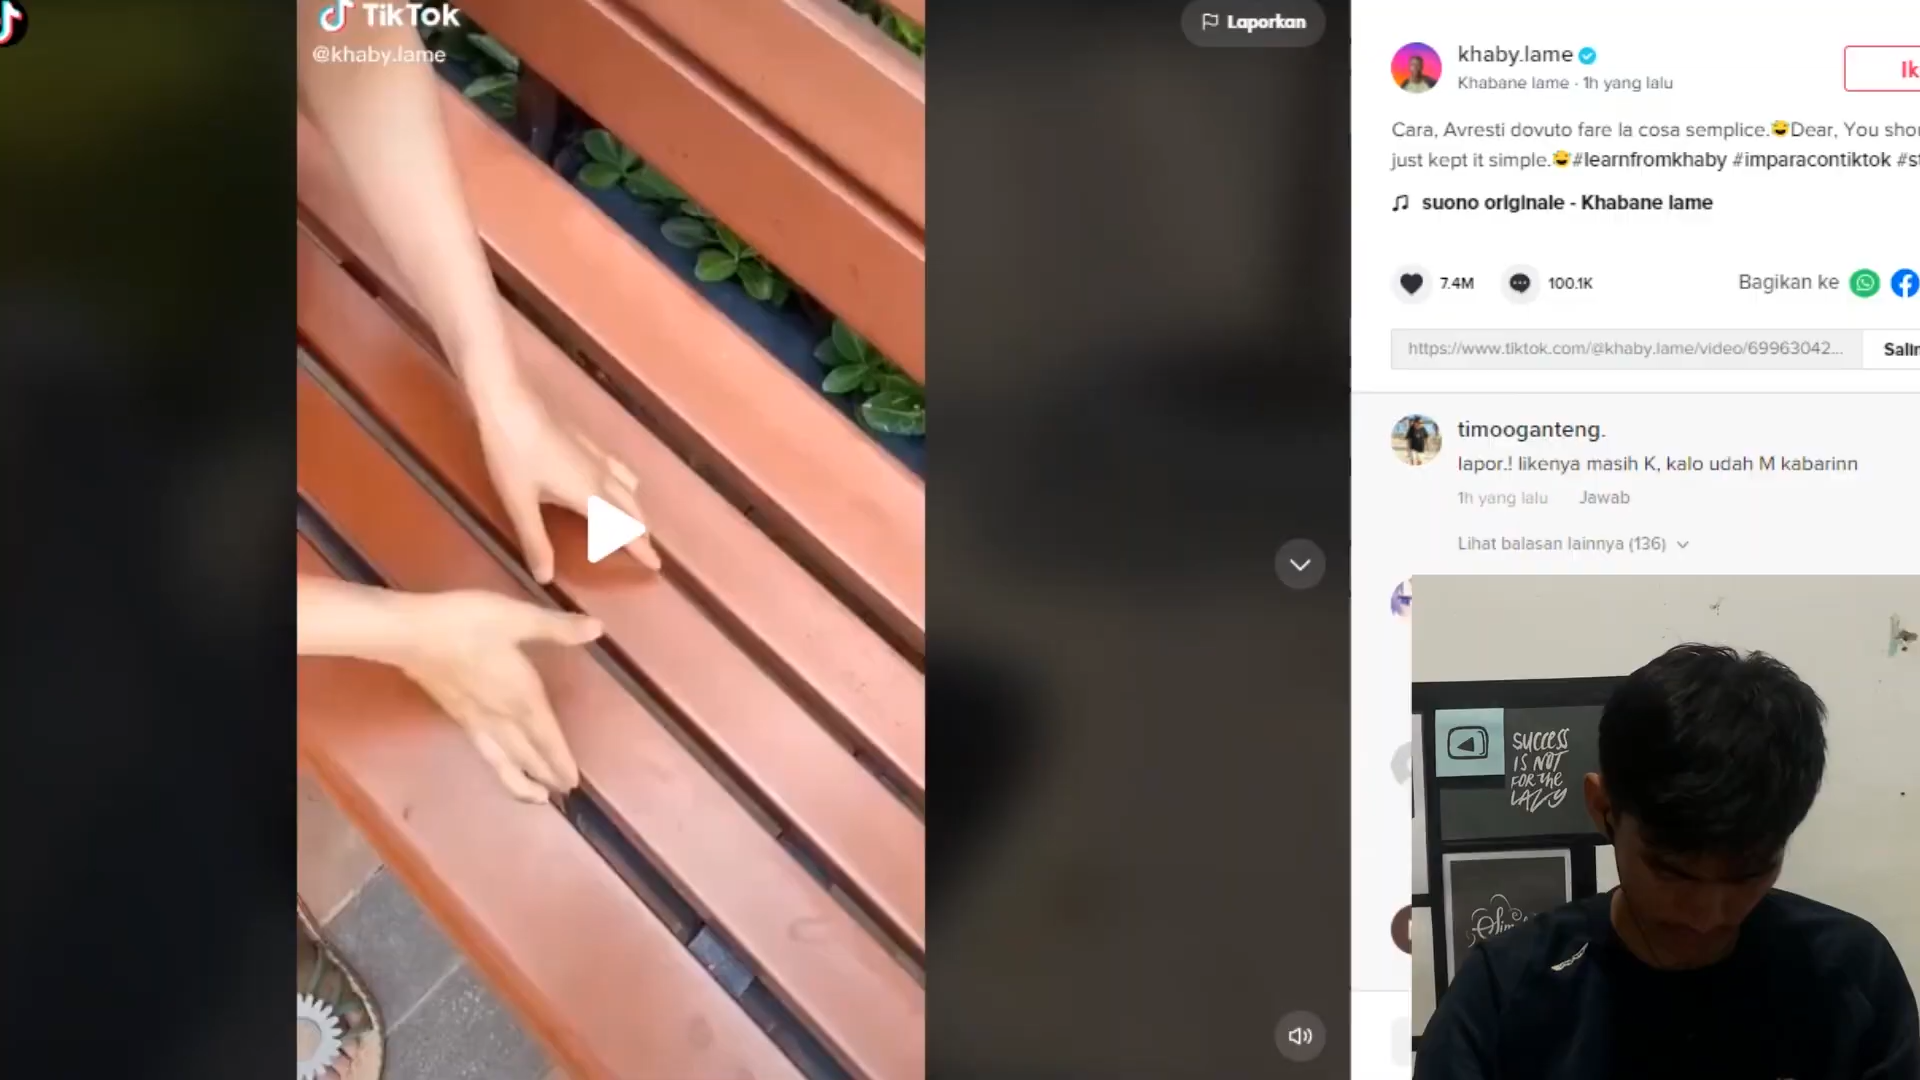 TikTok
@khaby.lame
Laporkan
khaby.lame
Khabane lame · 1h yang lalu
Cara, Avresti dovuto fare la cosa semplice.😅Dear, You
just kept it simple.😅#learnfromkhaby #imparacontiktok
suono originale - Khabane lame
7.4M
100.1K
Bagikan ke
https://www.tiktok.com/@khaby.lame/video/69963042...
timooganteng.
lapor.! likenya masih K, kalo udah M kabarinn
1h yang lalu
Jawab
Lihat balasan lainnya (136)
SUCCESS
IS NOT
FOR THE
LAZY